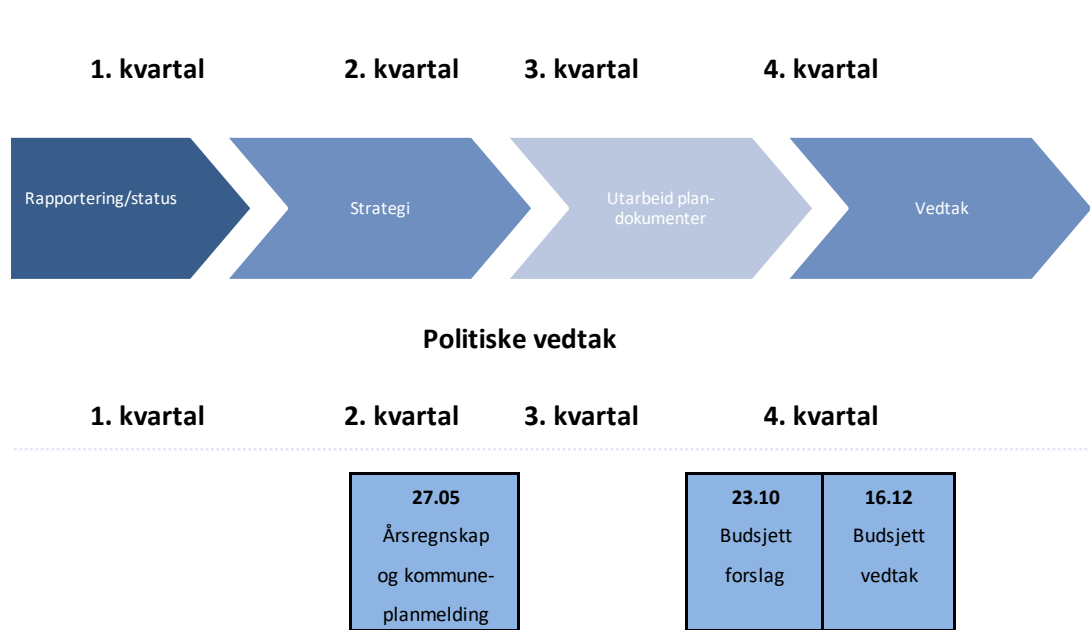 1. kvartal 2. kvartal 3. kvartal 4. kvartal
Rapportering/status
Strategi
Utarbeid plan-
dokumenter
Vedtak
Politiske vedtak
1. kvartal 2. kvartal 3. kvartal 4. kvartal
27.05
Årsregnskap
og kommune-
planmelding
23.10
Budsjett
forslag
16.12
Budsjett
vedtak